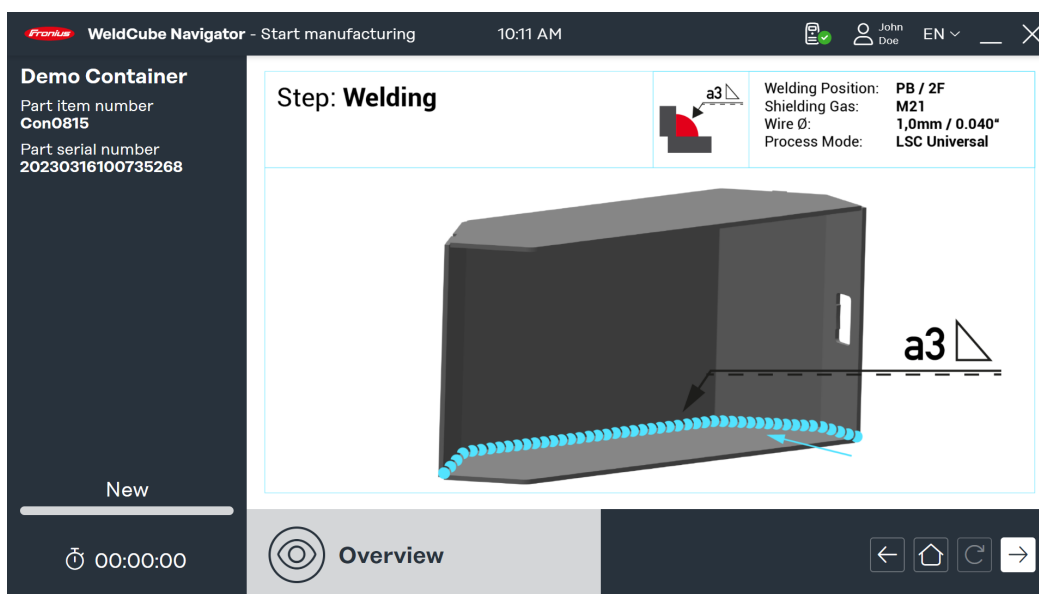 Fronius WeldCube Navigator - Start manufacturing 10:11 AM John Doe EN
Demo Container
Part item number
Con0815
Part serial number
20230316100735268
New
00:00:00
Step: Welding
a3
Welding Position: PB / 2F
Shielding Gas: M21
Wire Ø: 1,0mm / 0.040"
Process Mode: LSC Universal
a3
Overview